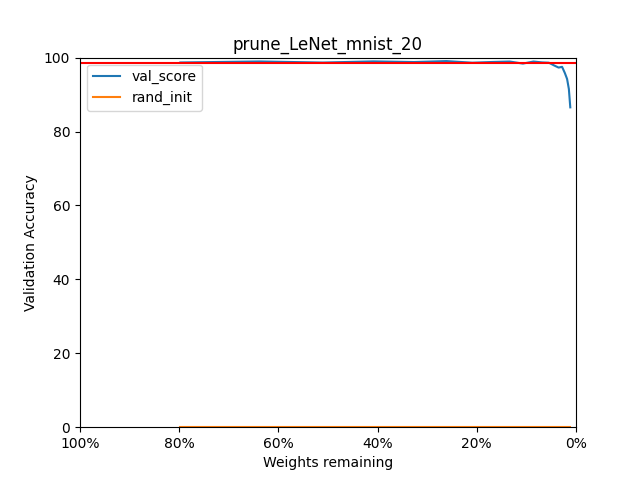 prune_LeNet_mnist_20
100
80
60
40
20
0
Validation Accuracy
val_score
rand_init
100%
80%
60%
40%
20%
0%
Weights remaining